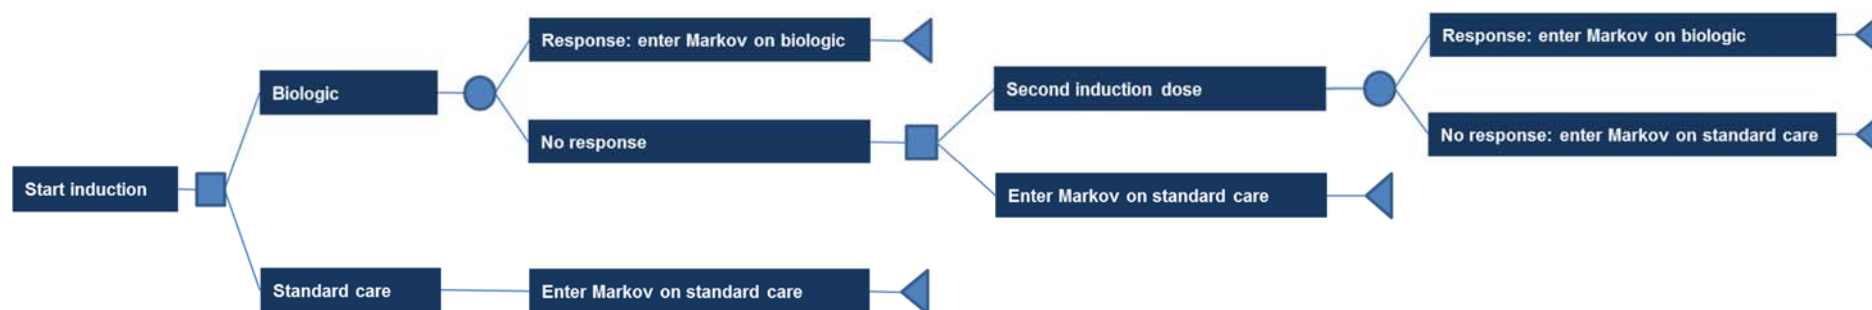 Start induction
Biologic
Response: enter Markov on biologic
No response
Second induction dose
Response: enter Markov on biologic
No response: enter Markov on standard care
Enter Markov on standard care
Standard care
Enter Markov on standard care